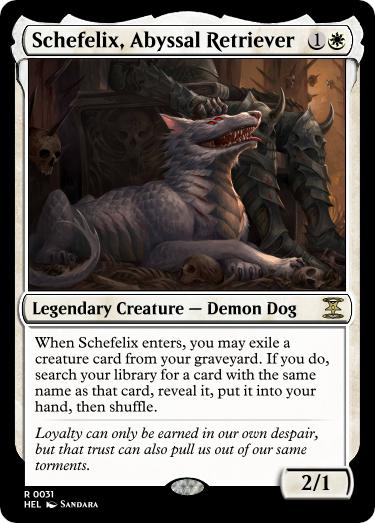 Schefelix, Abyssal Retriever 1
Legendary Creature — Demon Dog
When Schefelix enters, you may exile a
creature card from your graveyard. If you do,
search your library for a card with the same
name as that card, reveal it, put it into your
hand, then shuffle.
Loyalty can only be earned in our own despair,
but that trust can also pull us out of our same
torments.
2/1
R 0031
HEL SANDARA